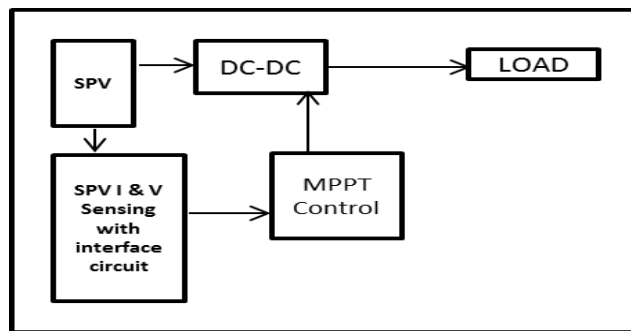 SPV
DC-DC
LOAD
SPV I & V
Sensing
with
interface
circuit
MPPT
Control